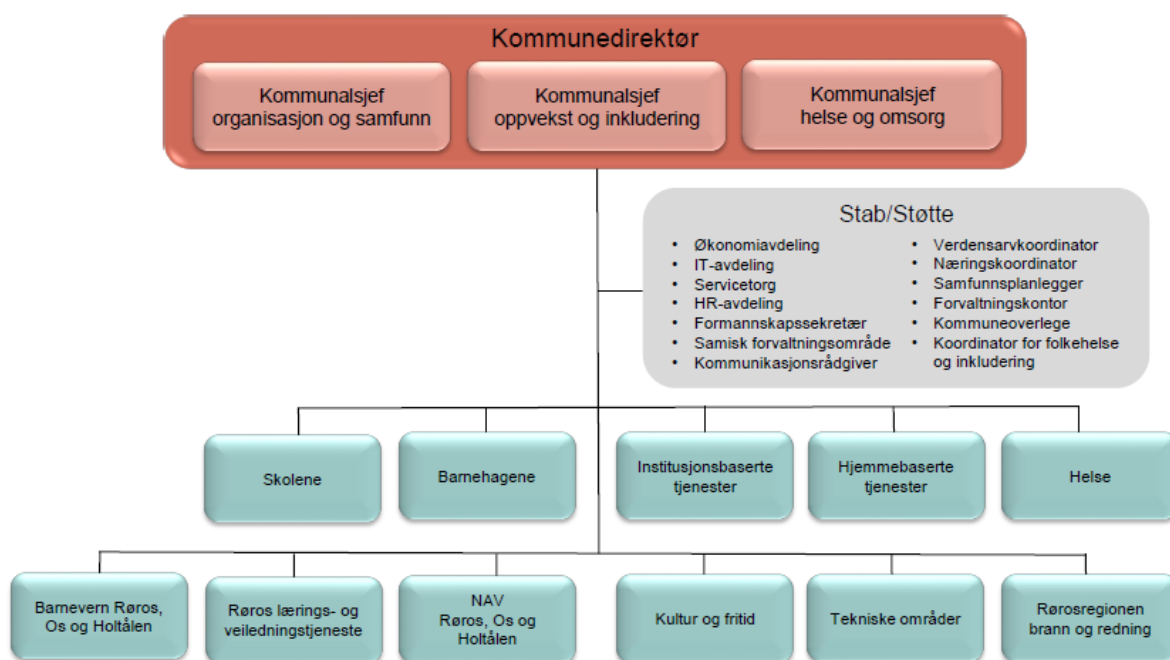 Kommunedirektør
Kommunalsjef
organisasjon og samfunn
Kommunalsjef
oppvekst og inkludering
Kommunalsjef
helse og omsorg
Stab/Støtte
• Økonomiavdeling
• IT-avdeling
• Servicetorg
• HR-avdeling
• Formannskapssekretær
• Samisk forvaltningsområde
• Kommunikasjonsrådgiver
• Verdensarvkoordinator
• Næringskoordinator
• Samfunnsplanlegger
• Forvaltningskontor
• Kommuneoverlege
• Koordinator for folkehelse
og inkludering
Skolene
Barnehagene
Institusjonsbaserte
tjenester
Hjemmebaserte
tjenester
Helse
Barnevern Røros,
Os og Holtålen
Røros lærings- og
veiledningstjeneste
NAV
Røros, Os og
Holtålen
Kultur og fritid
Tekniske områder
Rørosregionen
brann og redning